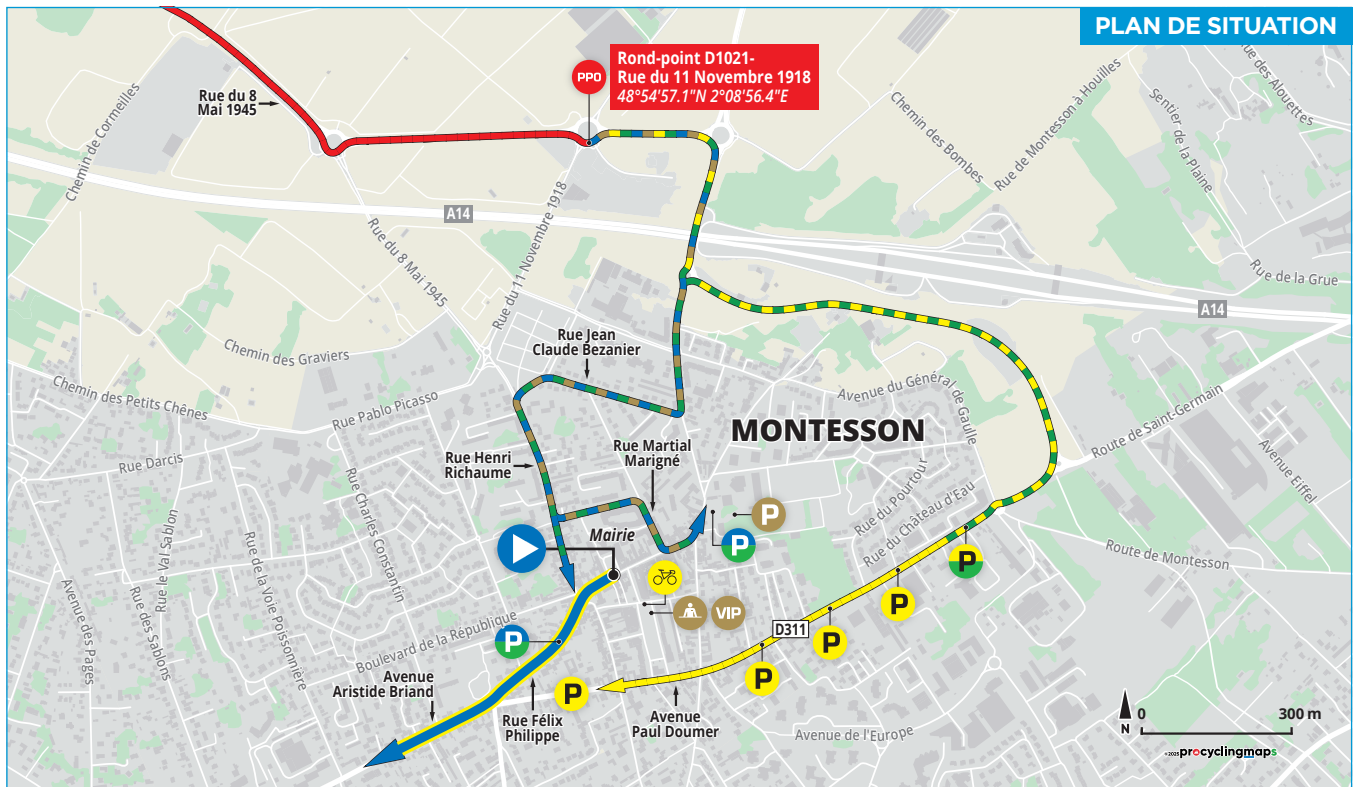 PLAN DE SITUATION
Rond-point D1021-
Rue du 11 Novembre 1918
48°54'57.1"N 2°08'56.4"E
PPO
Rue du 8
Mai 1945
Chemin de Cormeilles
Chemin des Bombes
Rue de Montesson à Houilles
Sentier de la Plaine
Rue des Alouettes
Rue de la Grue
A14
A14
Rue du 8 Mai 1945
Rue du 11 Novembre 1918
Chemin des Graviers
Chemin des Petits Chênes
Rue Pablo Picasso
Rue Jean
Claude Bezanier
Avenue du Général de Gaulle
Route de Saint-Germain
Avenue Eiffel
MONTESSON
Rue Darcis
Rue Henri
Richaume
Rue Martial
Marigné
Rue du Pourtour
Rue du Château d'Eau
Route de Montesson
Rue Charles Constantin
Rue le Val Sablon
Rue de la Voie Poissonnière
Rue des Sablons
Avenue des Pages
Mairie
P
P
P
P
P
P
P
P
P
VIP
D311
Boulevard de la République
Avenue
Aristide Briand
Rue Félix
Philippe
Avenue
Paul Doumer
Avenue de l'Europe
N
0
300 m
©2025procyclingmaps